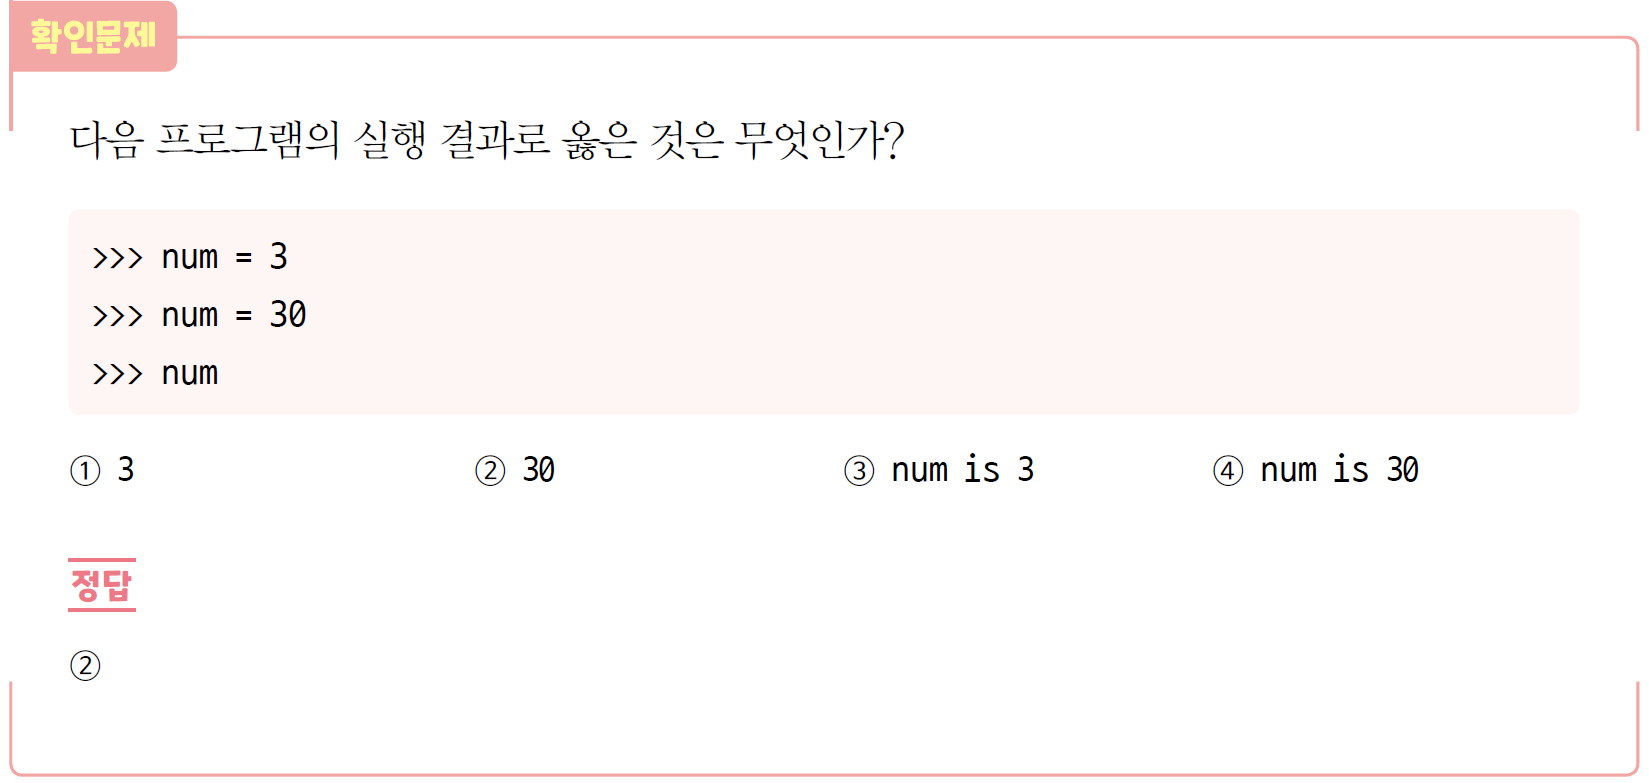 확인문제
다음 프로그램의 실행 결과로 옳은 것은 무엇인가?
>>> num = 3
>>> num = 30
>>> num
① 3 ② 30 ③ num is 3 ④ num is 30
정답
②